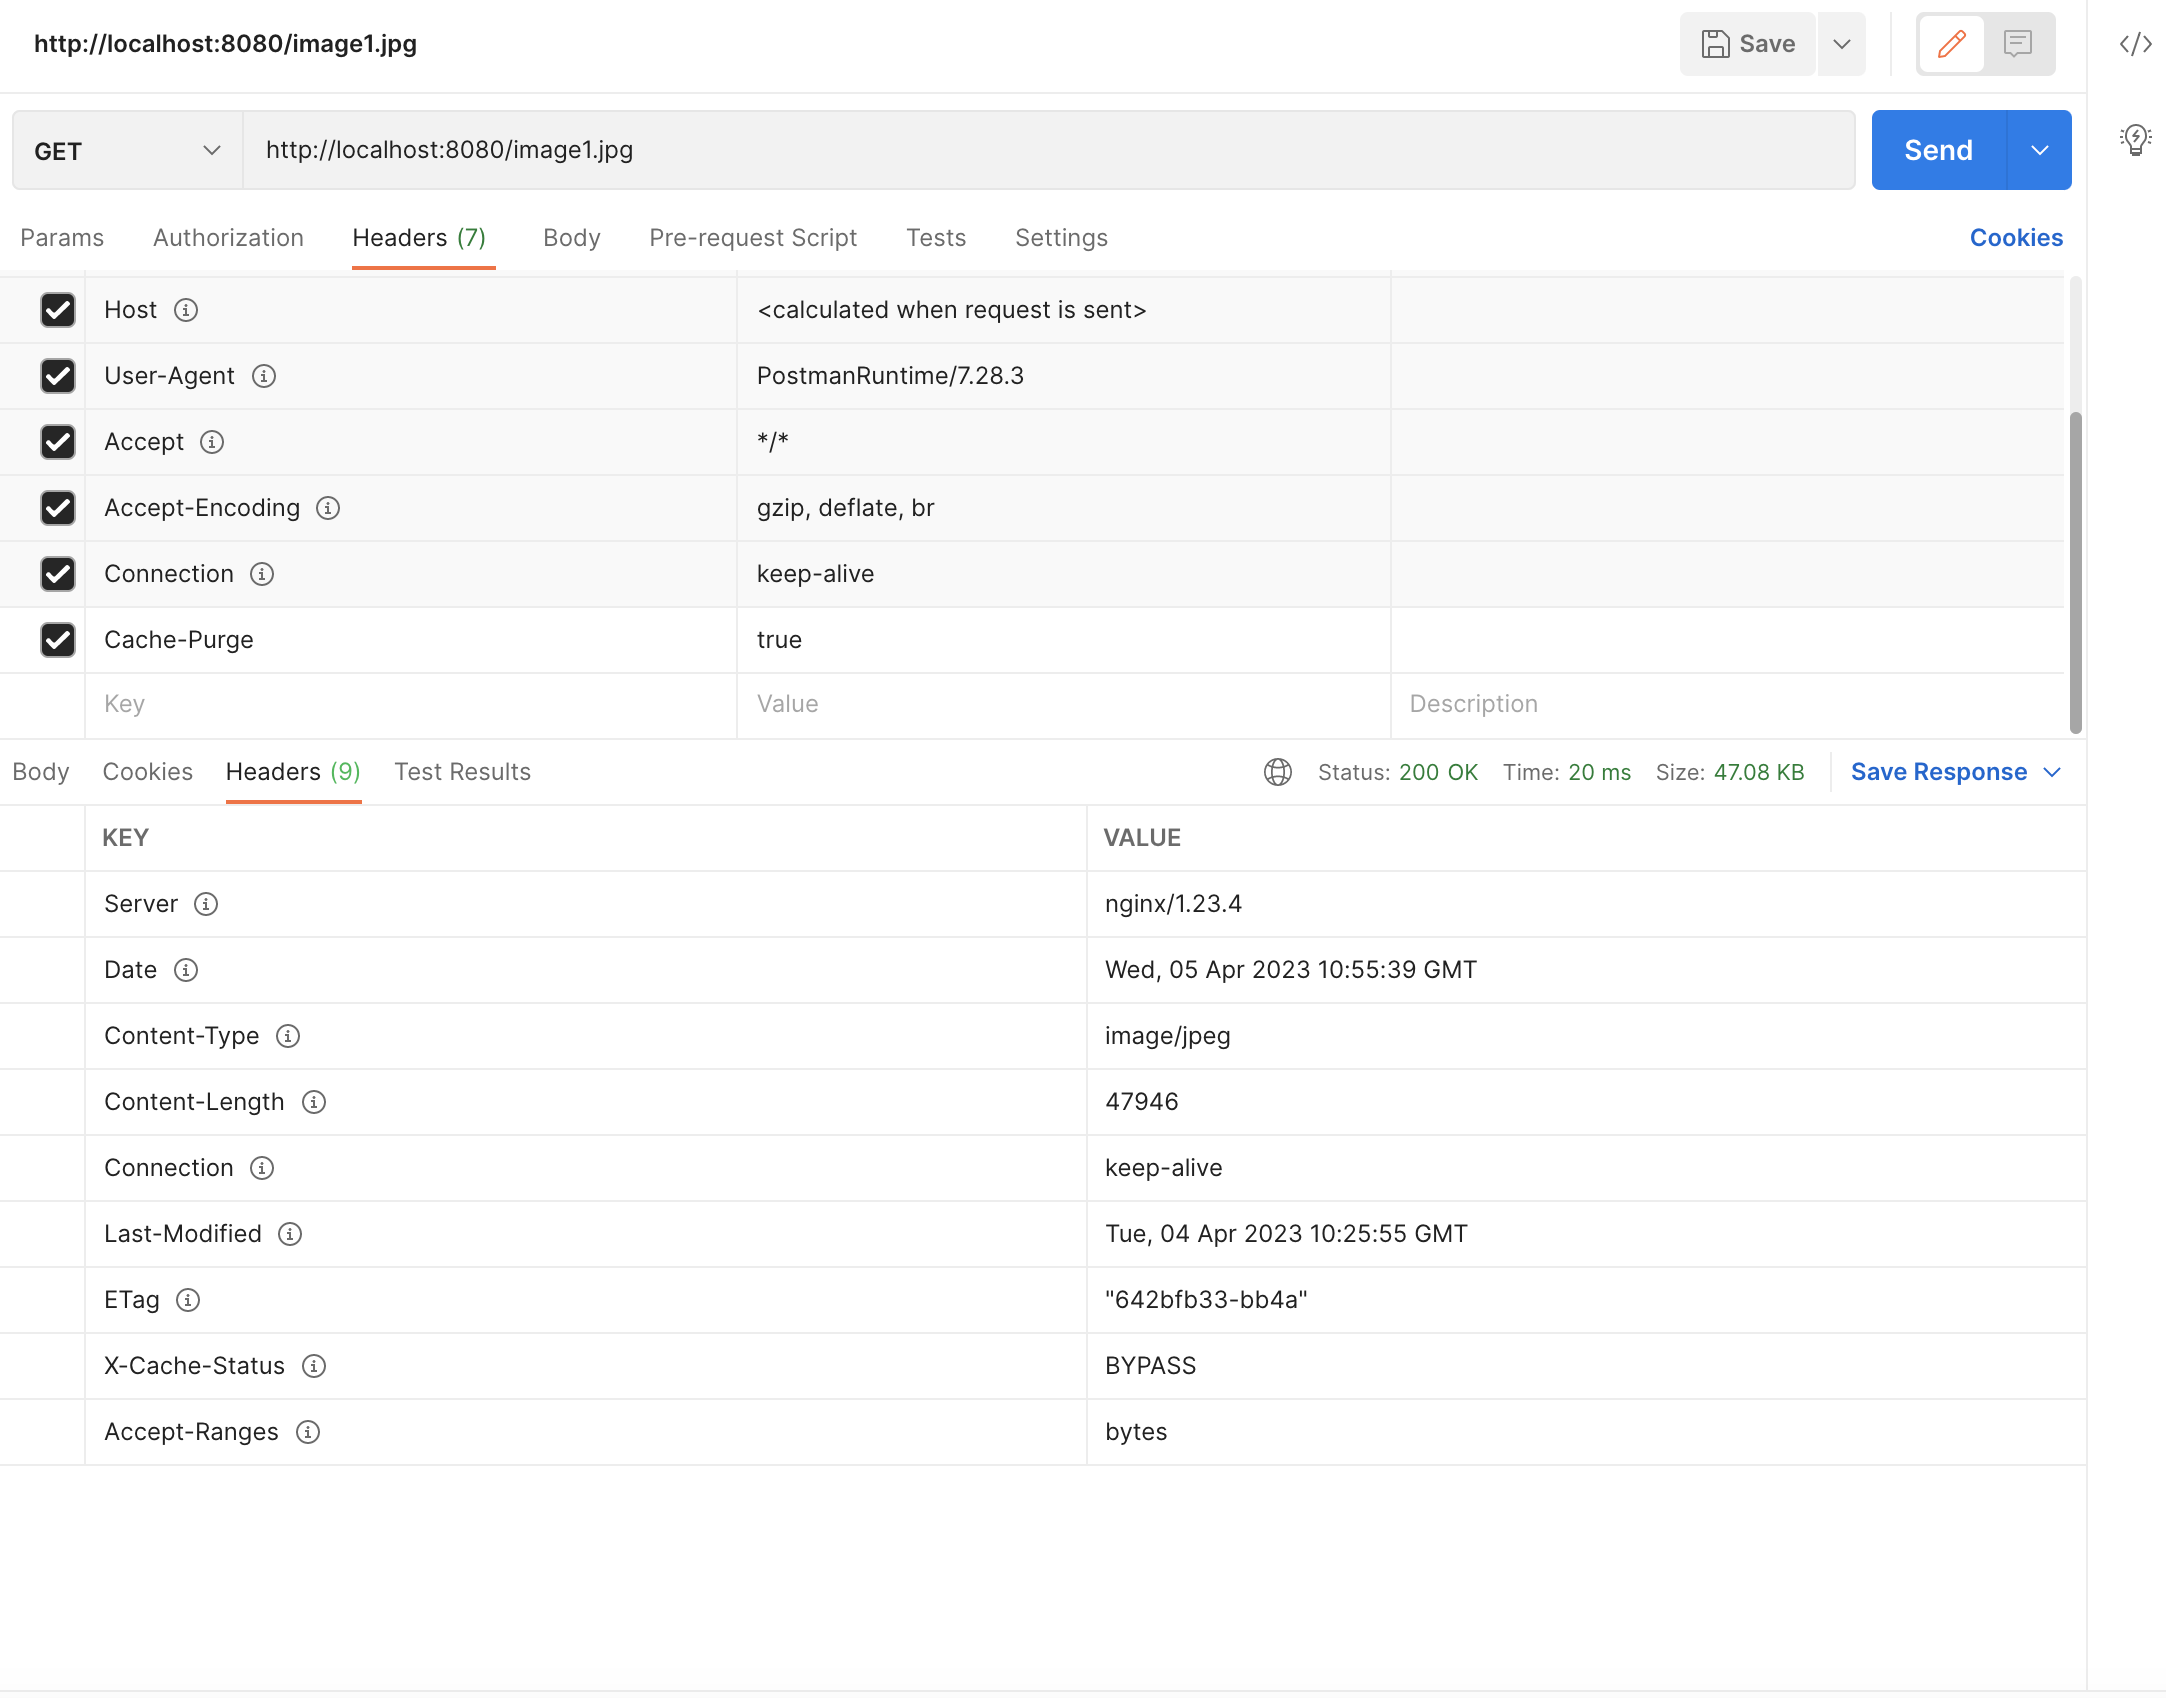 http://localhost:8080/image1.jpg
Save
GET
http://localhost:8080/image1.jpg
Send
Params Authorization Headers (7) Body Pre-request Script Tests Settings Cookies
Host <calculated when request is sent>
User-Agent PostmanRuntime/7.28.3
Accept */*
Accept-Encoding gzip, deflate, br
Connection keep-alive
Cache-Purge true
Key Value Description
Body Cookies Headers (9) Test Results Status: 200 OK Time: 20 ms Size: 47.08 KB Save Response
KEY VALUE
Server nginx/1.23.4
Date Wed, 05 Apr 2023 10:55:39 GMT
Content-Type image/jpeg
Content-Length 47946
Connection keep-alive
Last-Modified Tue, 04 Apr 2023 10:25:55 GMT
ETag "642bfb33-bb4a"
X-Cache-Status BYPASS
Accept-Ranges bytes